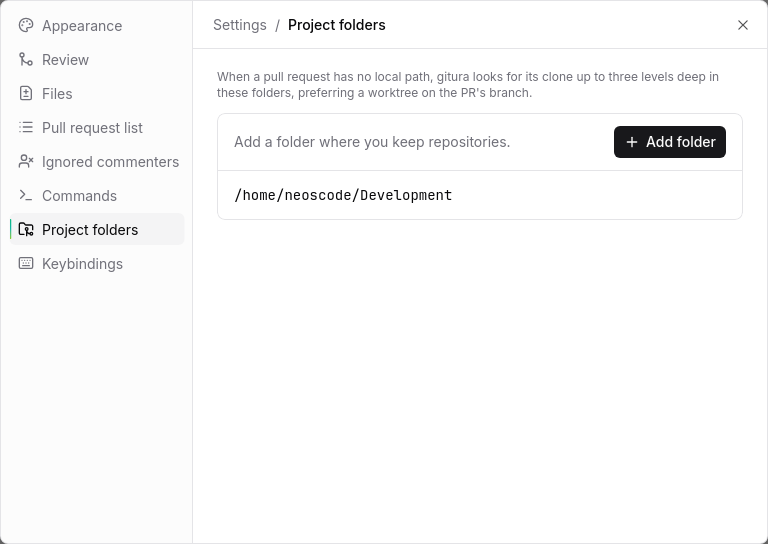 Appearance
Review
Files
Pull request list
Ignored commenters
Commands
Project folders
Keybindings
Settings / Project folders
When a pull request has no local path, gitura looks for its clone up to three levels deep in
these folders, preferring a worktree on the PR's branch.
Add a folder where you keep repositories.
Add folder
/home/neoscode/Development